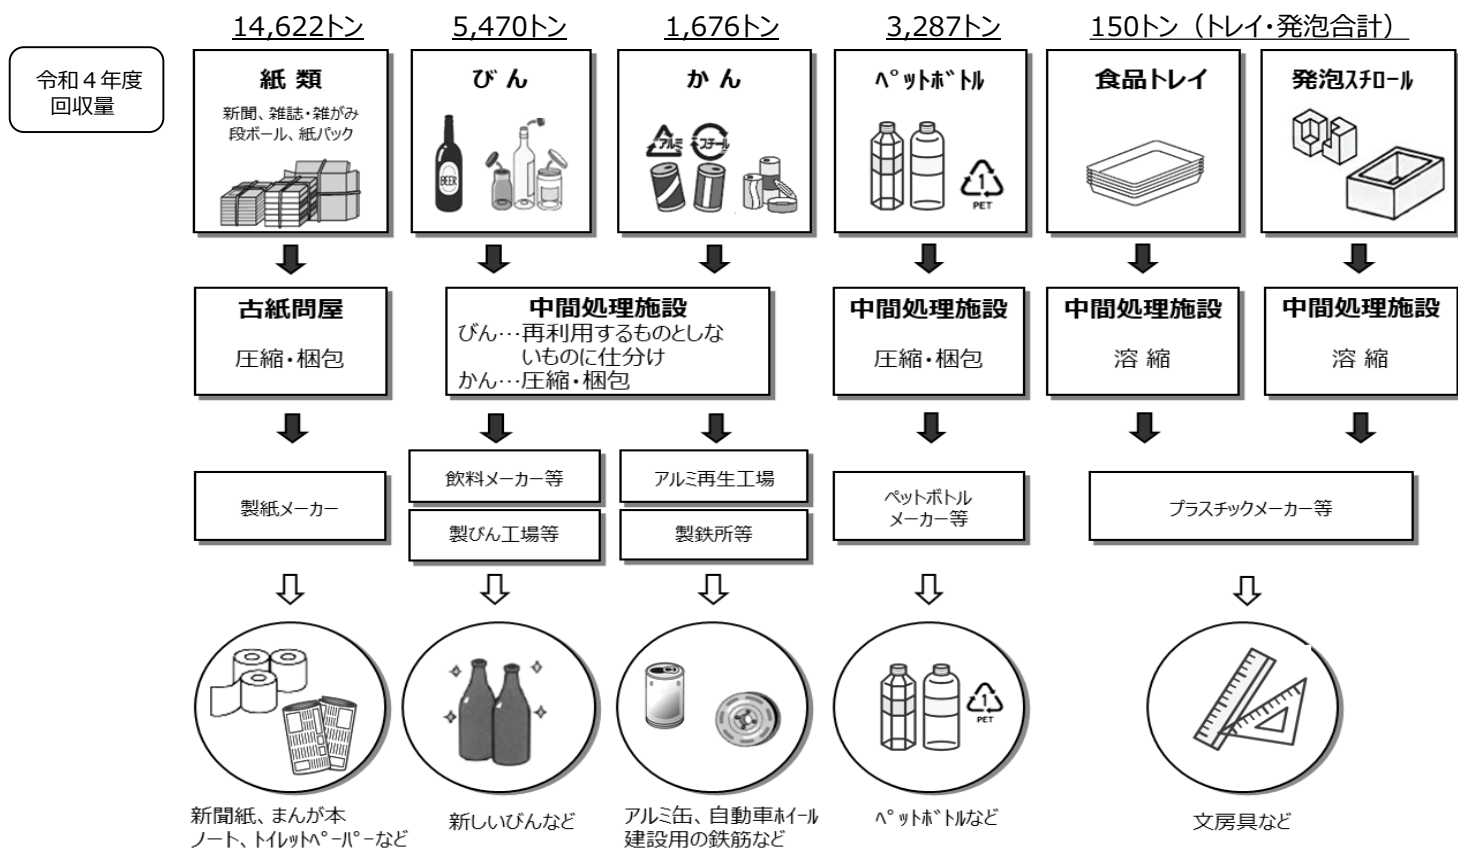 14,622トン
5,470トン
1,676トン
3,287トン
150トン（トレイ・発泡合計）
令和４年度
回収量
紙 類
新聞、雑誌・雑がみ
段ボール、紙パック
びん
BEER
かん
アルミ
スチール
ﾍﾟｯﾄﾎﾞﾄﾙ
1
PET
食品トレイ
発泡ｽﾁﾛｰﾙ
古紙問屋
圧縮・梱包
中間処理施設
びん…再利用するものとしな
いものに仕分け
かん…圧縮・梱包
中間処理施設
圧縮・梱包
中間処理施設
溶 縮
中間処理施設
溶 縮
製紙メーカー
飲料メーカー等
製びん工場等
アルミ再生工場
製鉄所等
ペットボトル
メーカー等
プラスチックメーカー等
1
PET
新聞紙、まんが本
ノート、ﾄｲﾚｯﾄﾍﾟｰﾊﾟｰなど
新しいびんなど
アルミ缶、自動車ﾎｲｰﾙ
建設用の鉄筋など
ﾍﾟｯﾄﾎﾞﾄﾙなど
文房具など